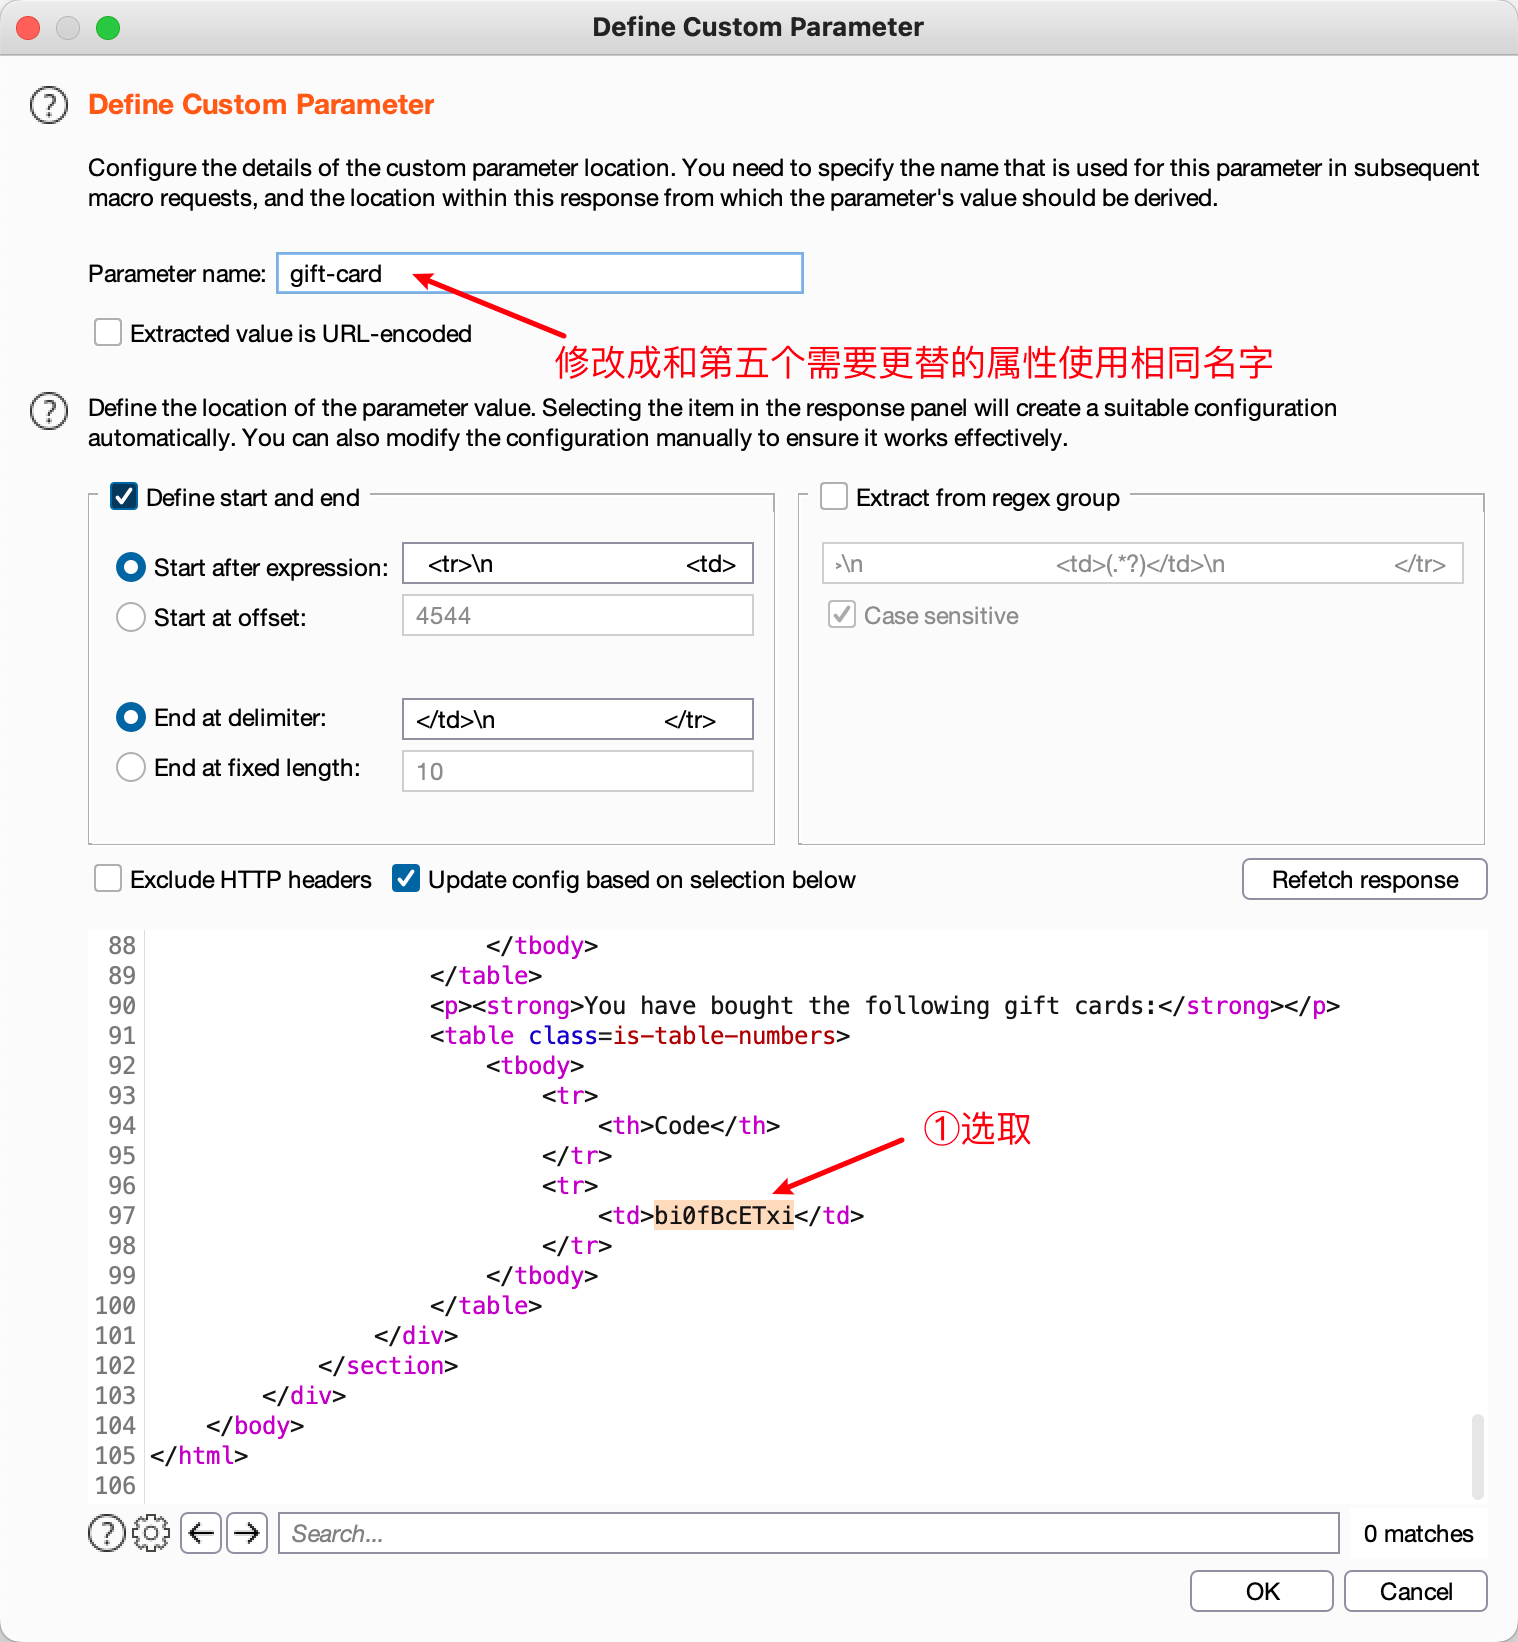 Define Custom Parameter
Define Custom Parameter
Configure the details of the custom parameter location. You need to specify the name that is used for this parameter in subsequent
macro requests, and the location within this response from which the parameter's value should be derived.
Parameter name: gift-card
Extracted value is URL-encoded
修改成和第五个需要更替的属性使用相同名字
Define the location of the parameter value. Selecting the item in the response panel will create a suitable configuration
automatically. You can also modify the configuration manually to ensure it works effectively.
Define start and end
Start after expression: <tr>\n <td>
Start at offset: 4544
End at delimiter: </td>\n </tr>
End at fixed length: 10
Extract from regex group
>\n <td>(.*?)</td>\n </tr>
Case sensitive
Exclude HTTP headers Update config based on selection below Refetch response
88 </tbody>
89 </table>
90 <p><strong>You have bought the following gift cards:</strong></p>
91 <table class=is-table-numbers>
92 <tbody>
93 <tr>
94 <th>Code</th>
①选取
95 </tr>
96 <tr>
97 <td>bi0fBcETxi</td>
98 </tr>
99 </tbody>
100 </table>
101 </div>
102 </section>
103 </div>
104 </body>
105 </html>
106
Search... 0 matches
OK Cancel